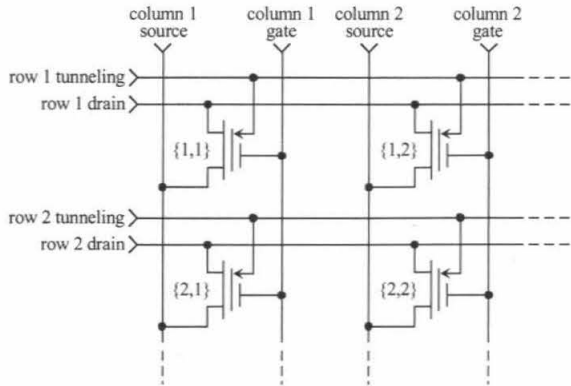 column 1 source
column 1 gate
column 2 source
column 2 gate
row 1 tunneling
row 1 drain
{1,1}
{1,2}
row 2 tunneling
row 2 drain
{2,1}
{2,2}